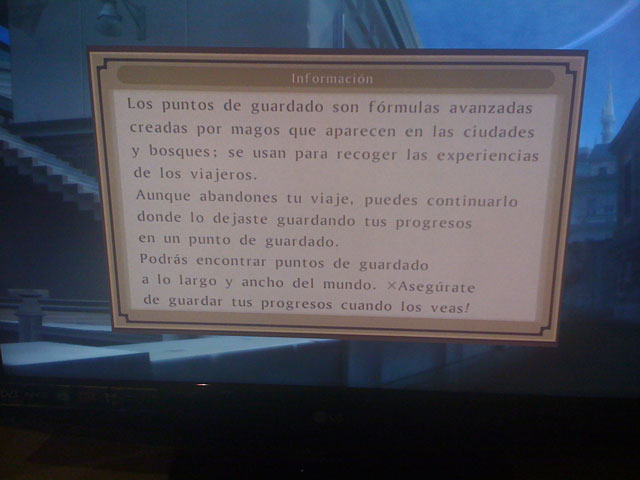 Información
Los puntos de guardado son fórmulas avanzadas
creadas por magos que aparecen en las ciudades
y bosques; se usan para recoger las experiencias
de los viajeros.
Aunque abandones tu viaje, puedes continuarlo
donde lo dejaste guardando tus progresos
en un punto de guardado.
Podrás encontrar puntos de guardado
a lo largo y ancho del mundo. ×Asegúrate
de guardar tus progresos cuando los veas!
LG